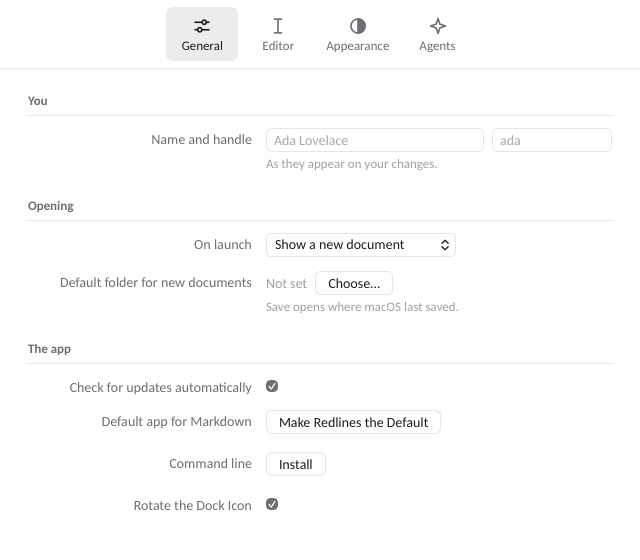 General
Editor
Appearance
Agents
You
Name and handle
Ada Lovelace
ada
As they appear on your changes.
Opening
On launch
Show a new document
Default folder for new documents
Not set
Choose...
Save opens where macOS last saved.
The app
Check for updates automatically
Default app for Markdown
Make Redlines the Default
Command line
Install
Rotate the Dock Icon